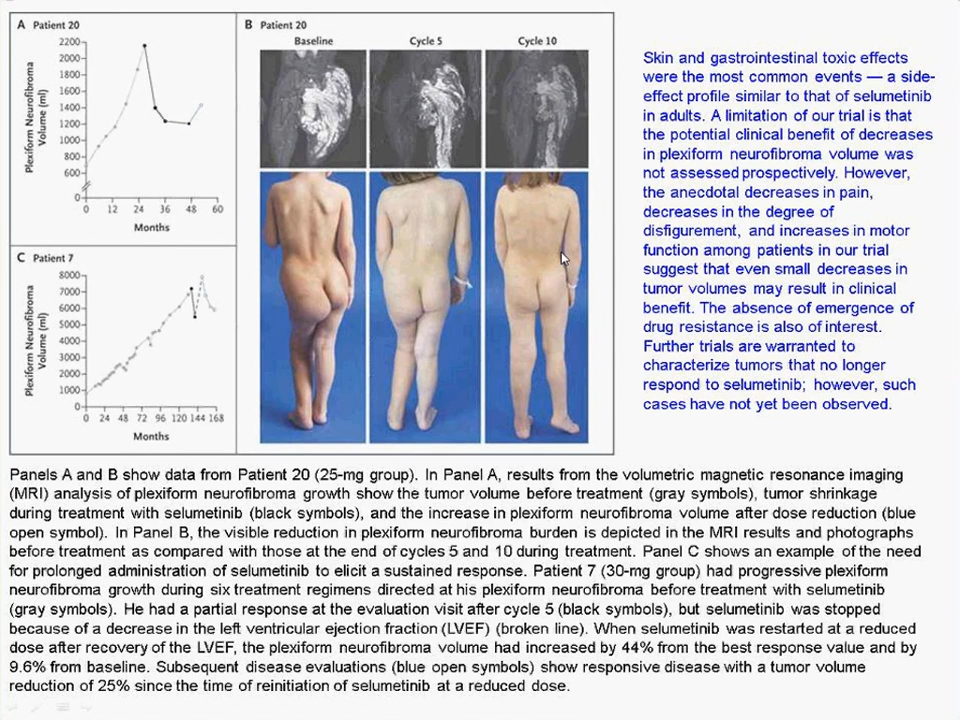 A Patient 20
2200
2000
1800
1600
1400
1200
1000
800
600
0
Plexiform Neurofibroma
Volume (ml)
0 12 24 36 48 60
Months
B Patient 20
Baseline Cycle 5 Cycle 10
C Patient 7
8000
7000
6000
5000
4000
3000
2000
1000
0
Plexiform Neurofibroma
Volume (ml)
0 24 48 72 96 120 144 168
Months
Skin and gastrointestinal toxic effects
were the most common events — a side-
effect profile similar to that of selumetinib
in adults. A limitation of our trial is that
the potential clinical benefit of decreases
in plexiform neurofibroma volume was
not assessed prospectively. However,
the anecdotal decreases in pain,
decreases in the degree of
disfigurement, and increases in motor
function among patients in our trial
suggest that even small decreases in
tumor volumes may result in clinical
benefit. The absence of emergence of
drug resistance is also of interest.
Further trials are warranted to
characterize tumors that no longer
respond to selumetinib; however, such
cases have not yet been observed.
Panels A and B show data from Patient 20 (25-mg group). In Panel A, results from the volumetric magnetic resonance imaging
(MRI) analysis of plexiform neurofibroma growth show the tumor volume before treatment (gray symbols), tumor shrinkage
during treatment with selumetinib (black symbols), and the increase in plexiform neurofibroma volume after dose reduction (blue
open symbol). In Panel B, the visible reduction in plexiform neurofibroma burden is depicted in the MRI results and photographs
before treatment as compared with those at the end of cycles 5 and 10 during treatment. Panel C shows an example of the need
for prolonged administration of selumetinib to elicit a sustained response. Patient 7 (30-mg group) had progressive plexiform
neurofibroma growth during six treatment regimens directed at his plexiform neurofibroma before treatment with selumetinib
(gray symbols). He had a partial response at the evaluation visit after cycle 5 (black symbols), but selumetinib was stopped
because of a decrease in the left ventricular ejection fraction (LVEF) (broken line). When selumetinib was restarted at a reduced
dose after recovery of the LVEF, the plexiform neurofibroma volume had increased by 44% from the best response value and by
9.6% from baseline. Subsequent disease evaluations (blue open symbols) show responsive disease with a tumor volume
reduction of 25% since the time of reinitiation of selumetinib at a reduced dose.